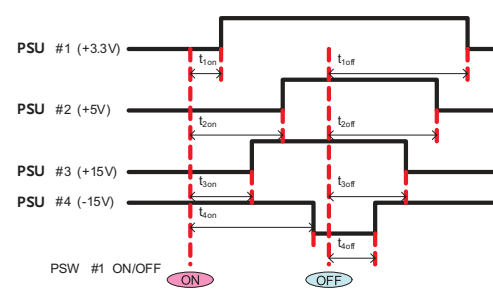 PSU #1 (+3.3V)
t1on
t1off
PSU #2 (+5V)
t2on
t2off
PSU #3 (+15V)
t3on
t3off
PSU #4 (-15V)
t4on
t4off
PSW #1 ON/OFF
ON
OFF